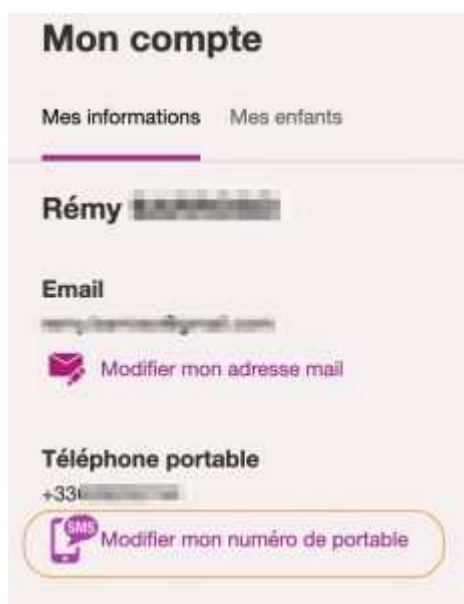 Mon compte
Mes informations Mes enfants
Rémy
Email
Modifier mon adresse mail
Téléphone portable
+33
SMS
Modifier mon numéro de portable